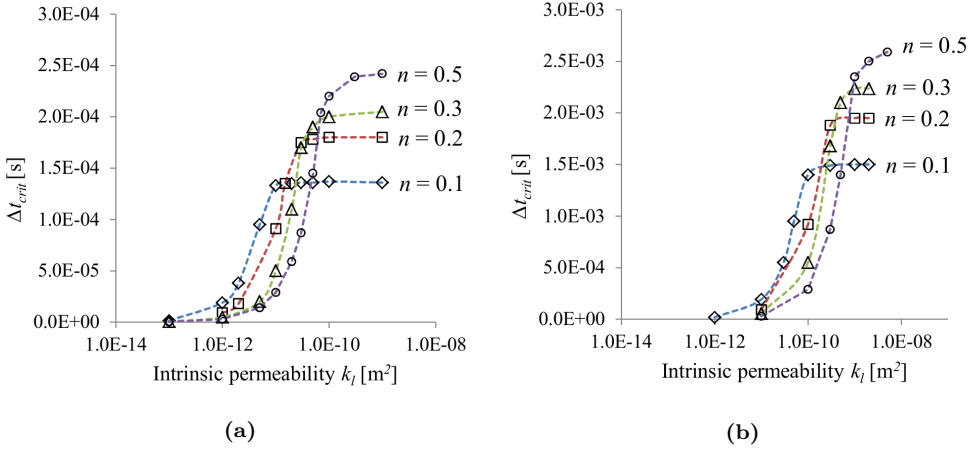 3.0E-04
2.5E-04
2.0E-04
1.5E-04
1.0E-04
5.0E-05
0.0E+00
Δt_crit [s]
n = 0.5
n = 0.3
n = 0.2
n = 0.1
1.0E-14 1.0E-12 1.0E-10 1.0E-08
Intrinsic permeability k_l [m²]
(a)
3.0E-03
2.5E-03
2.0E-03
1.5E-03
1.0E-03
5.0E-04
0.0E+00
Δt_crit [s]
n = 0.5
n = 0.3
n = 0.2
n = 0.1
1.0E-14 1.0E-12 1.0E-10 1.0E-08
Intrinsic permeability k_l [m²]
(b)